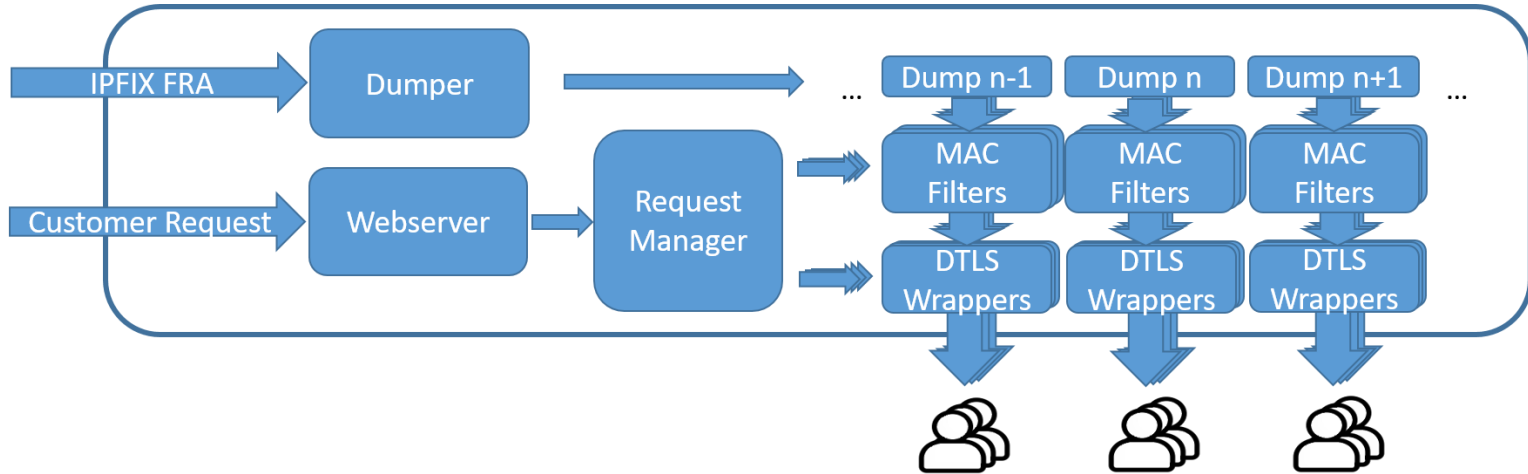 IPFIX FRA
Dumper
...
Dump n-1
Dump n
Dump n+1
...
Customer Request
Webserver
Request
Manager
MAC
Filters
MAC
Filters
MAC
Filters
DTLS
Wrappers
DTLS
Wrappers
DTLS
Wrappers